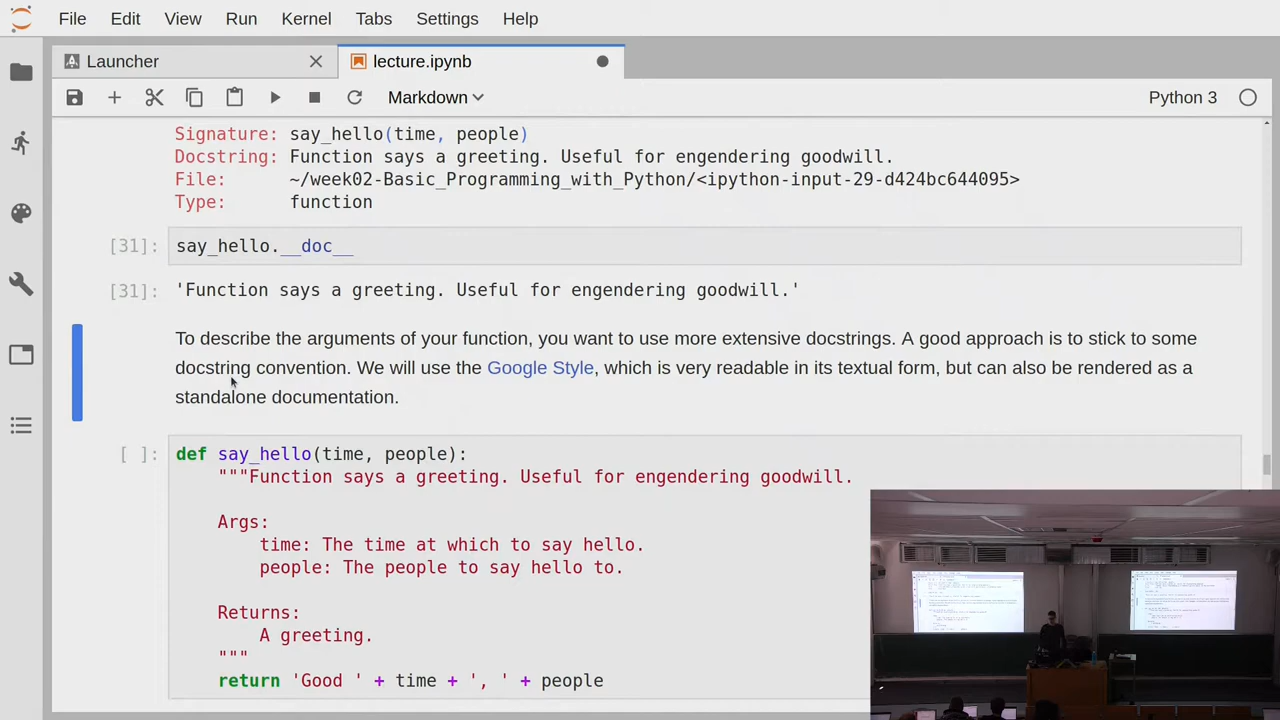 File Edit View Run Kernel Tabs Settings Help
Launcher
lecture.ipynb
Markdown
Python 3
Signature: say_hello(time, people)
Docstring: Function says a greeting. Useful for engendering goodwill.
File: ~/week02-Basic_Programming_with_Python/<ipython-input-29-d424bc644095>
Type: function
[31]: say_hello.__doc__
[31]: 'Function says a greeting. Useful for engendering goodwill.'
To describe the arguments of your function, you want to use more extensive docstrings. A good approach is to stick to some
docstring convention. We will use the Google Style, which is very readable in its textual form, but can also be rendered as a
standalone documentation.
[ ]: def say_hello(time, people):
"""Function says a greeting. Useful for engendering goodwill.
Args:
time: The time at which to say hello.
people: The people to say hello to.
Returns:
A greeting.
"""
return 'Good ' + time + ', ' + people